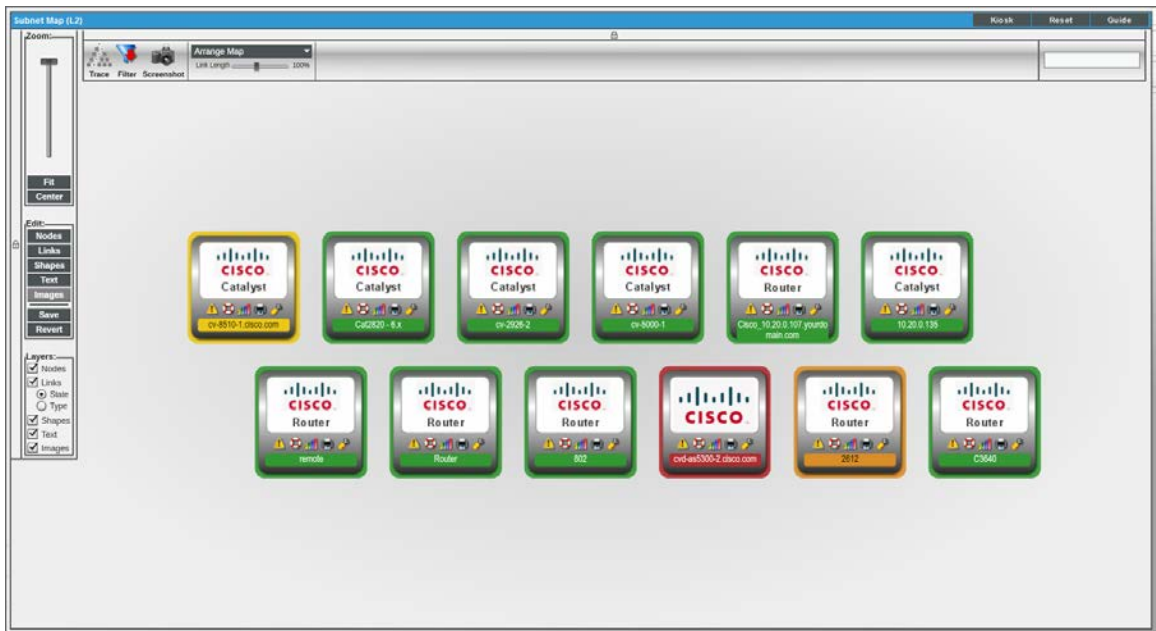 Subnet Map (L2)
Kiosk Reset Guide
Zoom:
Trace Filter Screenshot
Arrange Map
Link Length 100%
Fit
Center
Edit:
Nodes
Links
Shapes
Text
Images
Save
Revert
Layers:
Nodes
Links
State
Type
Shapes
Text
Images
CISCO
Catalyst
cv-8510-1.cisco.com
CISCO
Catalyst
Cat2820 - 6.x
CISCO
Catalyst
cv-2926-2
CISCO
Catalyst
cv-5000-1
CISCO
Router
Cisco_10.20.0.107.yourdo
main.com
CISCO
Catalyst
10.20.0.135
CISCO
Router
remote
CISCO
Router
Router
CISCO
Router
802
CISCO
cvd-as5300-2.cisco.com
CISCO
Router
2612
CISCO
Router
C3640